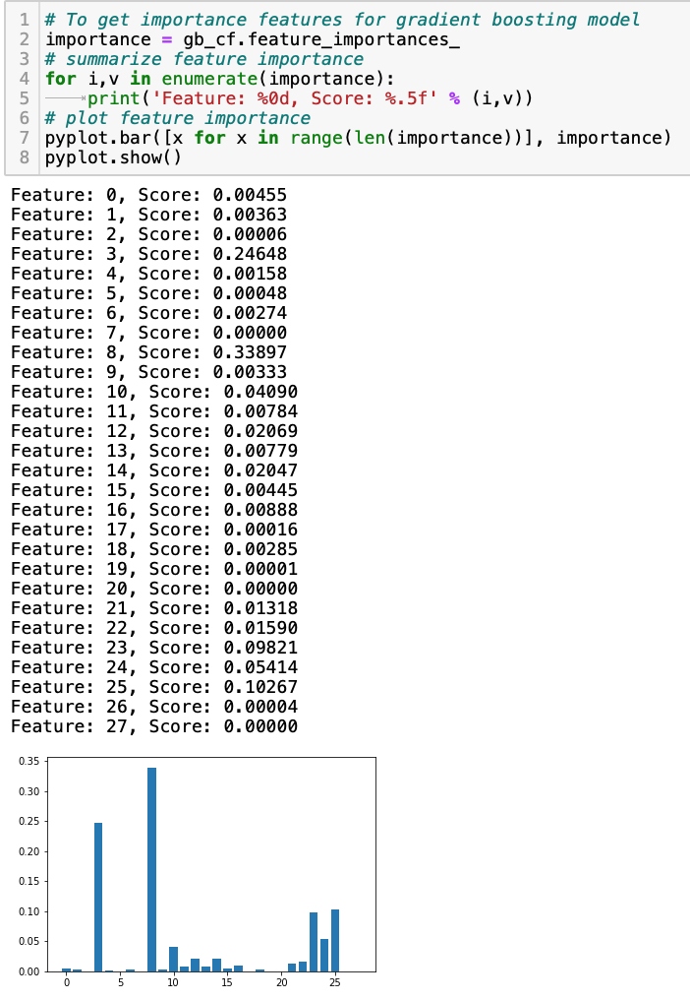 1 # To get importance features for gradient boosting model
2 importance = gb_cf.feature_importances_
3 # summarize feature importance
4 for i,v in enumerate(importance):
5 print('Feature: %0d, Score: %.5f' % (i,v))
6 # plot feature importance
7 pyplot.bar([x for x in range(len(importance))], importance)
8 pyplot.show()
Feature: 0, Score: 0.00455
Feature: 1, Score: 0.00363
Feature: 2, Score: 0.00006
Feature: 3, Score: 0.24648
Feature: 4, Score: 0.00158
Feature: 5, Score: 0.00048
Feature: 6, Score: 0.00274
Feature: 7, Score: 0.00000
Feature: 8, Score: 0.33897
Feature: 9, Score: 0.00333
Feature: 10, Score: 0.04090
Feature: 11, Score: 0.00784
Feature: 12, Score: 0.02069
Feature: 13, Score: 0.00779
Feature: 14, Score: 0.02047
Feature: 15, Score: 0.00445
Feature: 16, Score: 0.00888
Feature: 17, Score: 0.00016
Feature: 18, Score: 0.00285
Feature: 19, Score: 0.00001
Feature: 20, Score: 0.00000
Feature: 21, Score: 0.01318
Feature: 22, Score: 0.01590
Feature: 23, Score: 0.09821
Feature: 24, Score: 0.05414
Feature: 25, Score: 0.10267
Feature: 26, Score: 0.00004
Feature: 27, Score: 0.00000
0.35
0.30
0.25
0.20
0.15
0.10
0.05
0.00
0 5 10 15 20 25